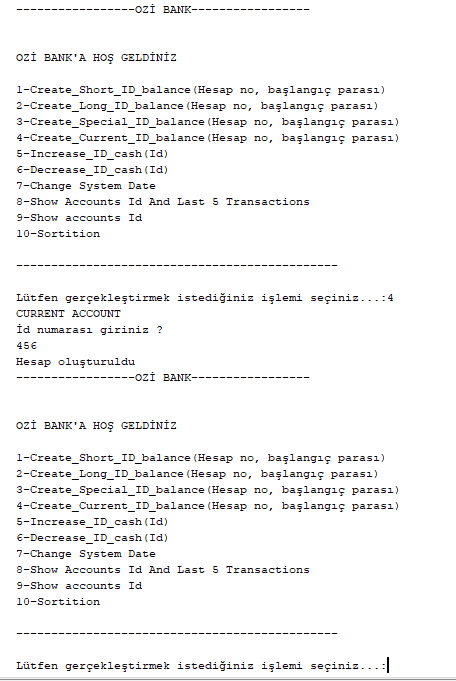 -----------------OZİ BANK-----------------
OZİ BANK'A HOŞ GELDİNİZ
1-Create_Short_ID_balance(Hesap no, başlangıç parası)
2-Create_Long_ID_balance(Hesap no, başlangıç parası)
3-Create_Special_ID_balance(Hesap no, başlangıç parası)
4-Create_Current_ID_balance(Hesap no, başlangıç parası)
5-Increase_ID_cash(Id)
6-Decrease_ID_cash(Id)
7-Change System Date
8-Show Accounts Id And Last 5 Transactions
9-Show accounts Id
10-Sortition
----------------------------------------------
Lütfen gerçekleştirmek istediğiniz işlemi seçiniz...:4
CURRENT ACCOUNT
İd numarası giriniz ?
456
Hesap oluşturuldu
-----------------OZİ BANK-----------------
OZİ BANK'A HOŞ GELDİNİZ
1-Create_Short_ID_balance(Hesap no, başlangıç parası)
2-Create_Long_ID_balance(Hesap no, başlangıç parası)
3-Create_Special_ID_balance(Hesap no, başlangıç parası)
4-Create_Current_ID_balance(Hesap no, başlangıç parası)
5-Increase_ID_cash(Id)
6-Decrease_ID_cash(Id)
7-Change System Date
8-Show Accounts Id And Last 5 Transactions
9-Show accounts Id
10-Sortition
----------------------------------------------
Lütfen gerçekleştirmek istediğiniz işlemi seçiniz...: